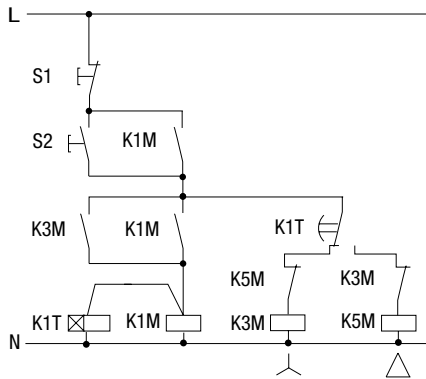 L
S1
S2 K1M
K3M K1M K1T
K5M K3M
K1T K1M K3M K5M
N